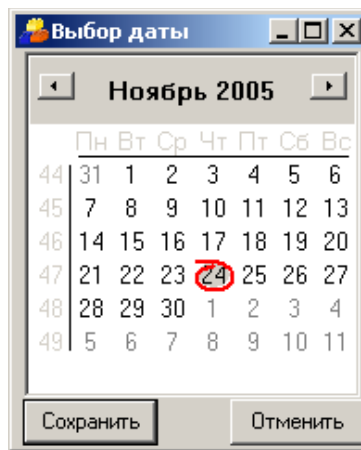 Выбор даты
Ноябрь 2005
Пн Вт Ср Чт Пт Сб Вс
44 31 1 2 3 4 5 6
45 7 8 9 10 11 12 13
46 14 15 16 17 18 19 20
47 21 22 23 24 25 26 27
48 28 29 30 1 2 3 4
49 5 6 7 8 9 10 11
Сохранить Отменить